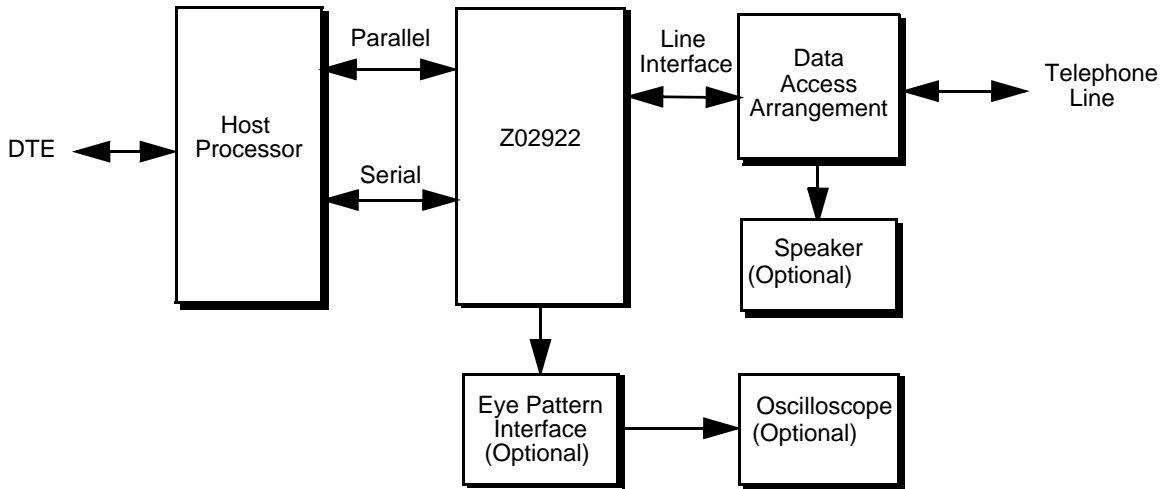 DTE
Host
Processor
Parallel
Serial
Z02922
Line
Interface
Data
Access
Arrangement
Telephone
Line
Speaker
(Optional)
Eye Pattern
Interface
(Optional)
Oscilloscope
(Optional)